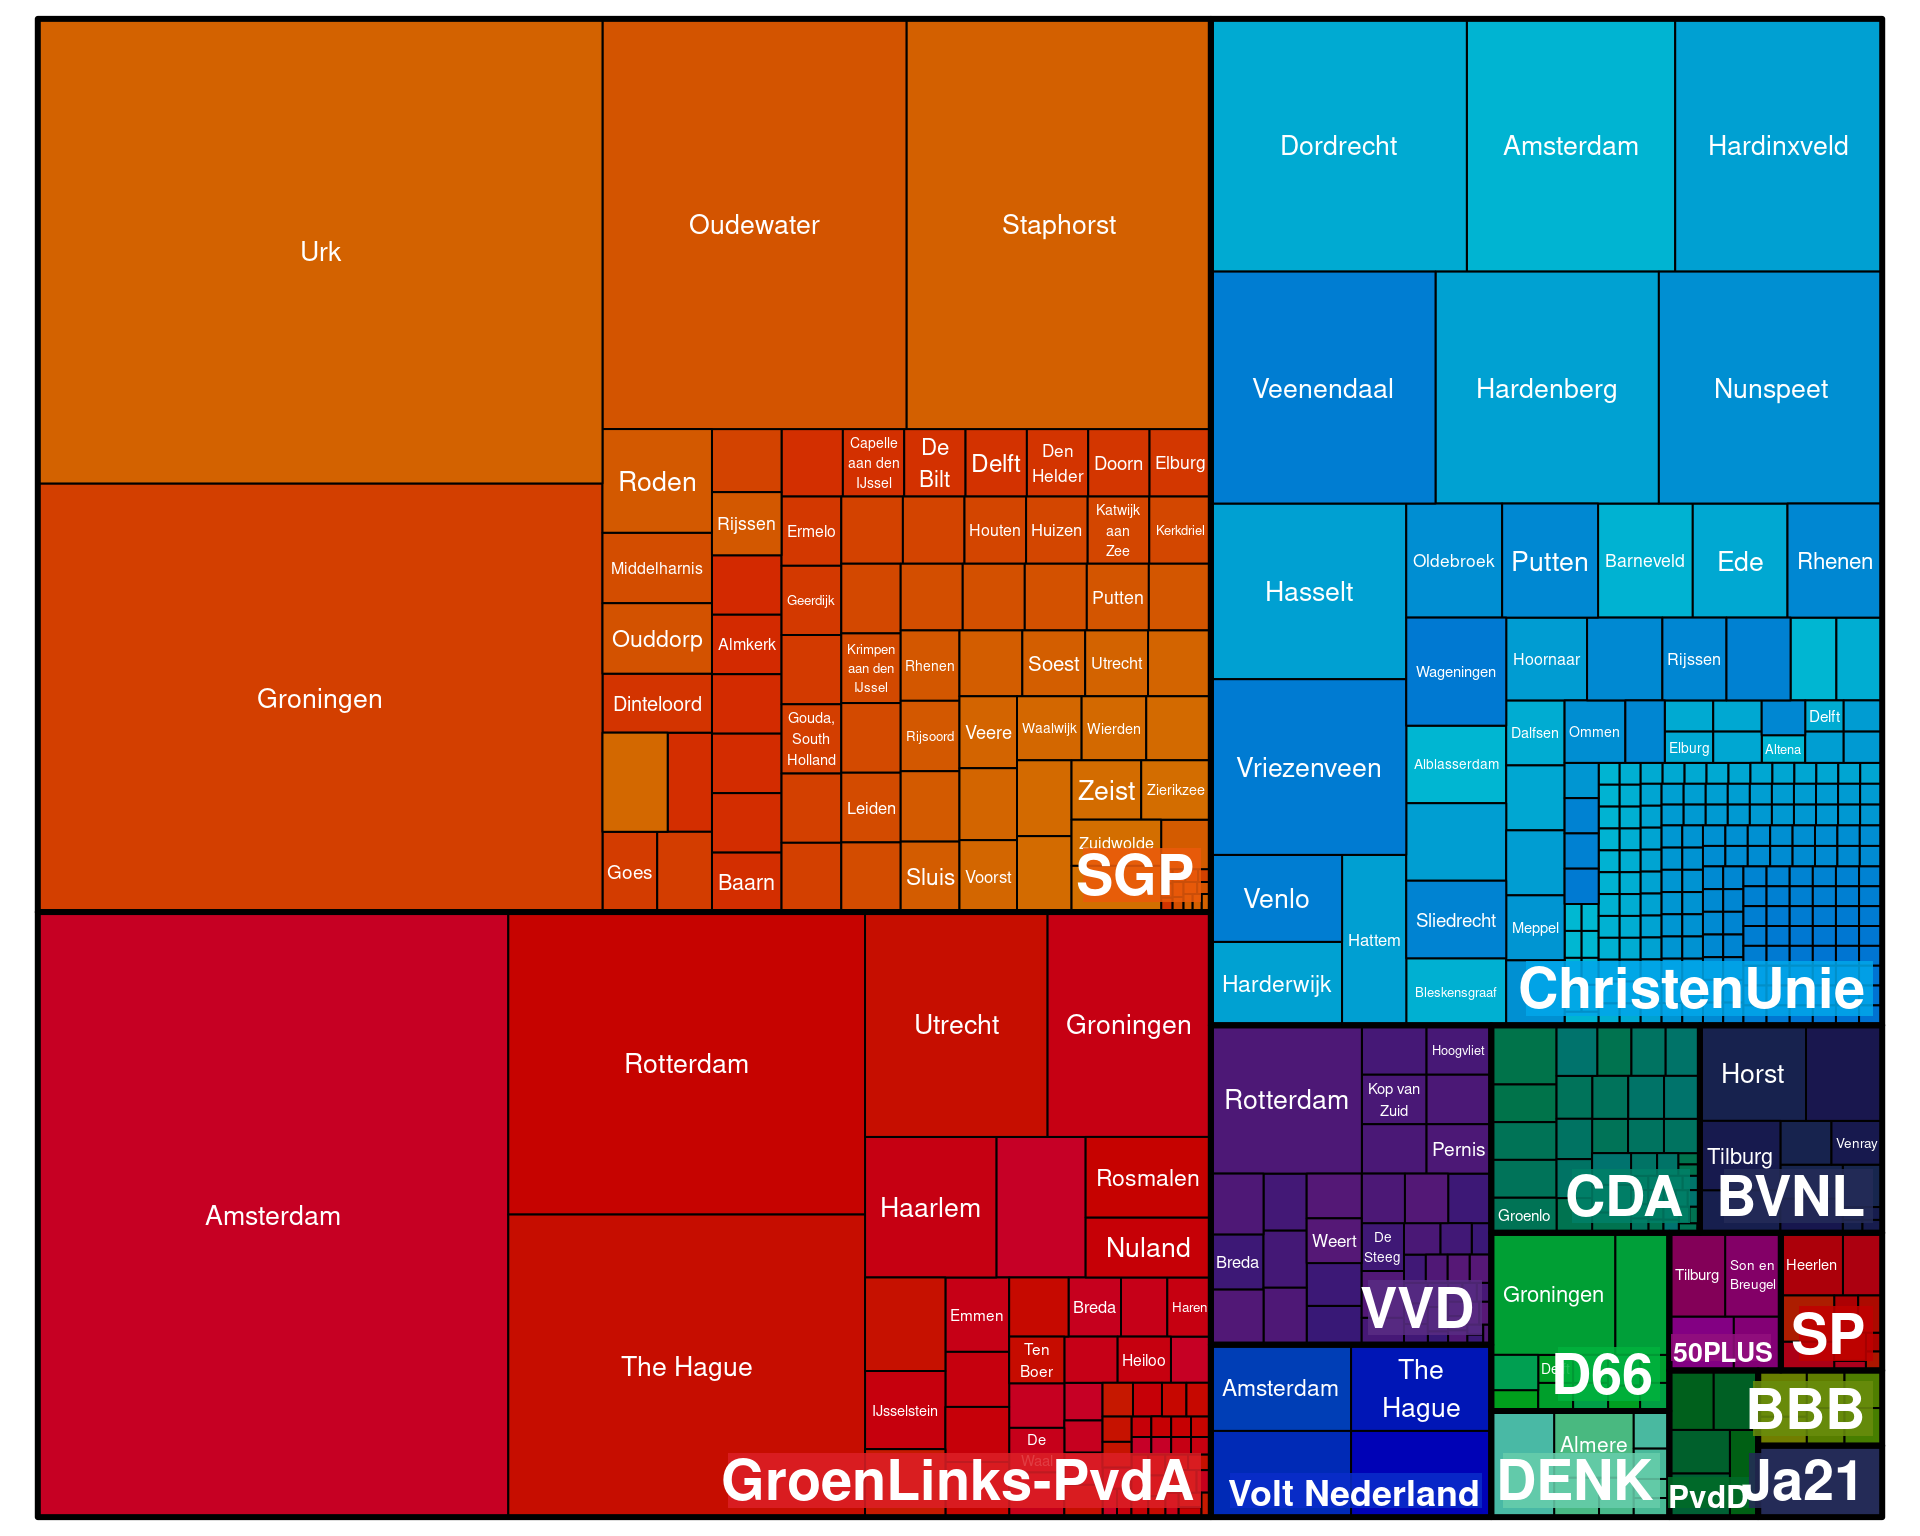 Urk
Oudewater
Staphorst
Groningen
Roden
Rijssen
Middelharnis
Ouddorp
Almkerk
Dinteloord
Goes
Baarn
Capelle
aan den
IJssel
De
Bilt
Delft
Den
Helder
Doorn
Elburg
Ermelo
Houten
Huizen
Katwijk
aan
Zee
Kerkdriel
Geerdijk
Putten
Krimpen
aan den
IJssel
Rhenen
Soest
Utrecht
Gouda,
South
Holland
Rijsoord
Veere
Waalwijk
Wierden
Leiden
Zeist
Zierikzee
Zuidwolde
Sluis
Voorst
SGP
Dordrecht
Amsterdam
Hardinxveld
Veenendaal
Hardenberg
Nunspeet
Hasselt
Oldebroek
Putten
Barneveld
Ede
Rhenen
Wageningen
Hoornaar
Rijssen
Vriezenveen
Alblasserdam
Dalfsen
Ommen
Delft
Elburg
Altena
Venlo
Hattem
Harderwijk
Sliedrecht
Meppel
Bleskensgraaf
ChristenUnie
Amsterdam
Rotterdam
The Hague
Utrecht
Groningen
Haarlem
Rosmalen
Nuland
Emmen
Breda
Haren
Ten
Boer
Heiloo
IJsselstein
De
Waal
GroenLinks-PvdA
Rotterdam
Hoogvliet
Kop van
Zuid
Pernis
Breda
Weert
De
Steeg
VVD
Groenlo
CDA
Horst
Tilburg
Venray
BVNL
Amsterdam
The
Hague
Volt Nederland
Groningen
D66
Tilburg
Son en
Breugel
50PLUS
Heerlen
SP
Almere
DENK
PvdD
BBB
Ja21